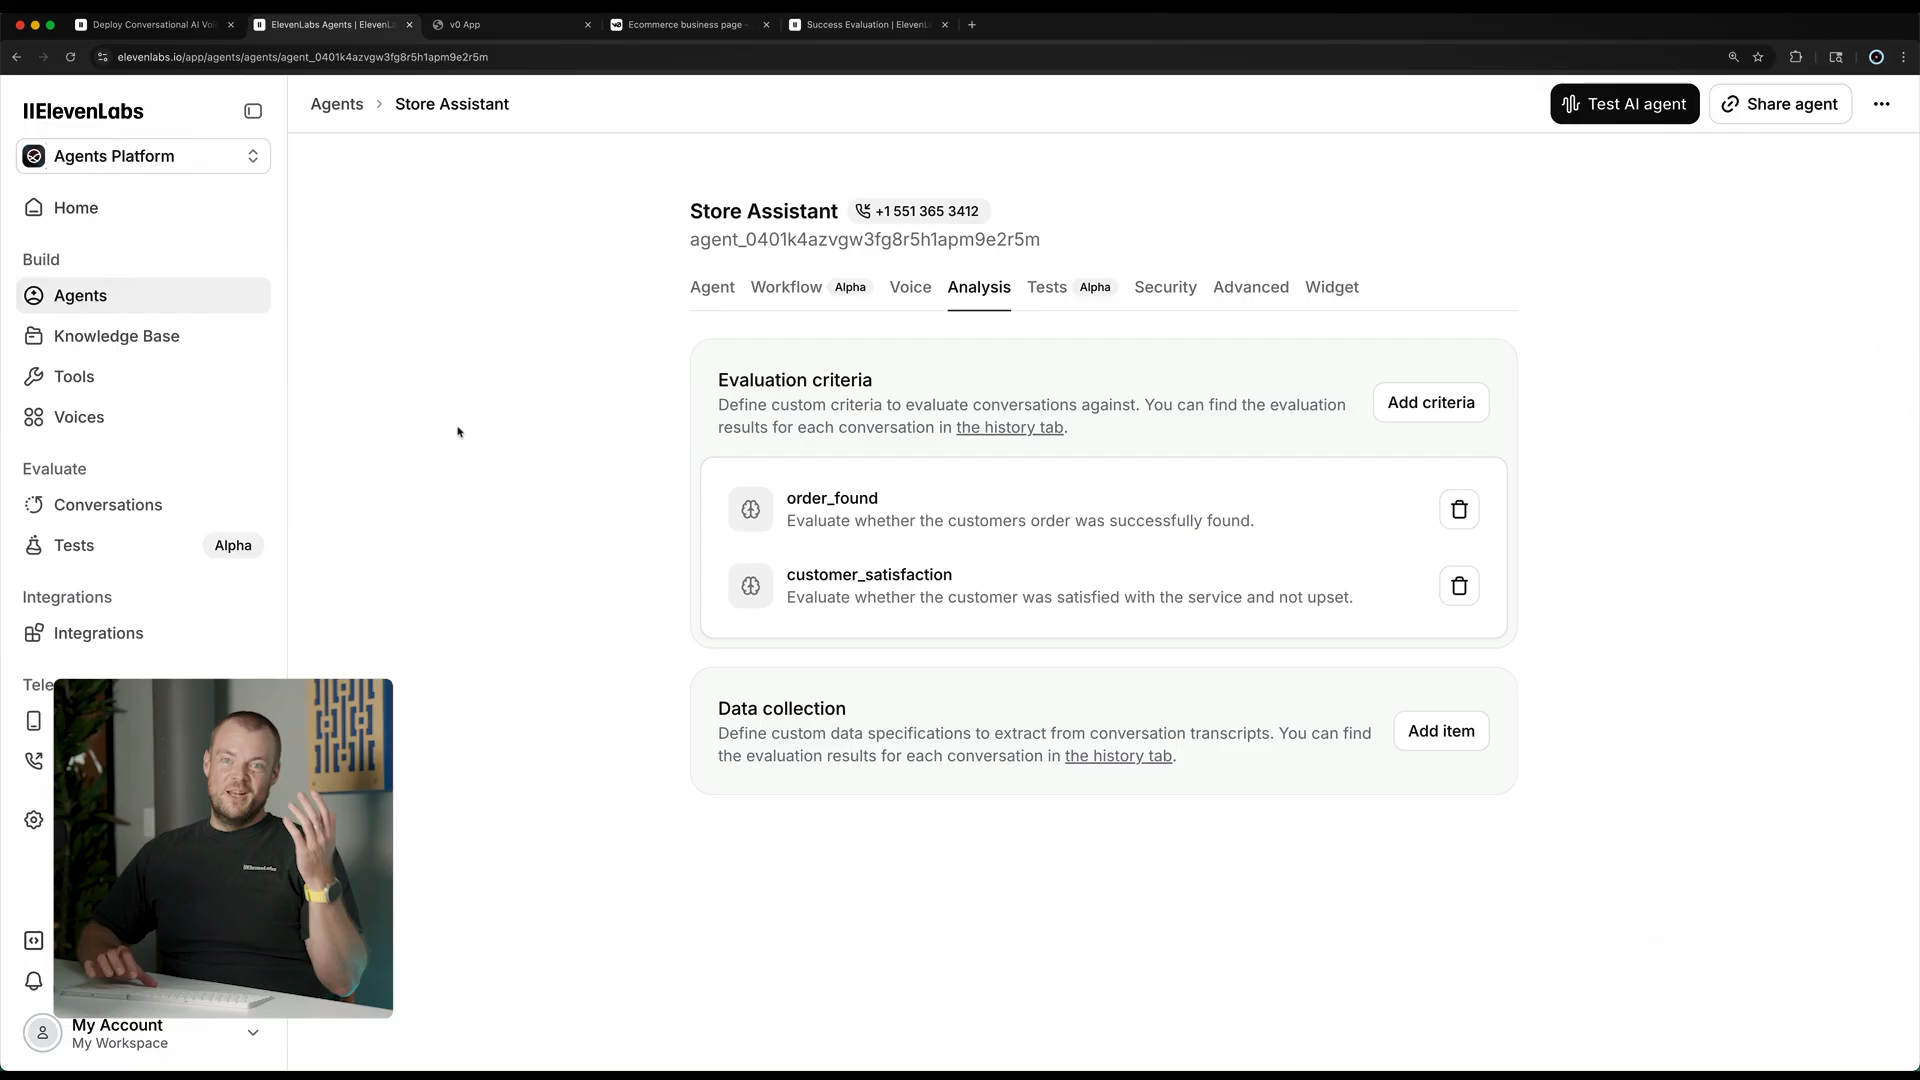 Deploy Conversational AI Voi
ElevenLabs Agents | ElevenLa
v0 App
Ecommerce business page -
Success Evaluation | ElevenL
elevenlabs.io/app/agents/agents/agent_0401k4azvgw3fg8r5h1apm9e2r5m
IIElevenLabs
Agents Platform
Home
Build
Agents
Knowledge Base
Tools
Voices
Evaluate
Conversations
Tests Alpha
Integrations
Integrations
Tele
My Account
My Workspace
Agents > Store Assistant
Test AI agent
Share agent
Store Assistant +1 551 365 3412
agent_0401k4azvgw3fg8r5h1apm9e2r5m
Agent Workflow Alpha Voice Analysis Tests Alpha Security Advanced Widget
Evaluation criteria
Define custom criteria to evaluate conversations against. You can find the evaluation
results for each conversation in the history tab.
Add criteria
order_found
Evaluate whether the customers order was successfully found.
customer_satisfaction
Evaluate whether the customer was satisfied with the service and not upset.
Data collection
Define custom data specifications to extract from conversation transcripts. You can find
the evaluation results for each conversation in the history tab.
Add item
IIElevenLabs